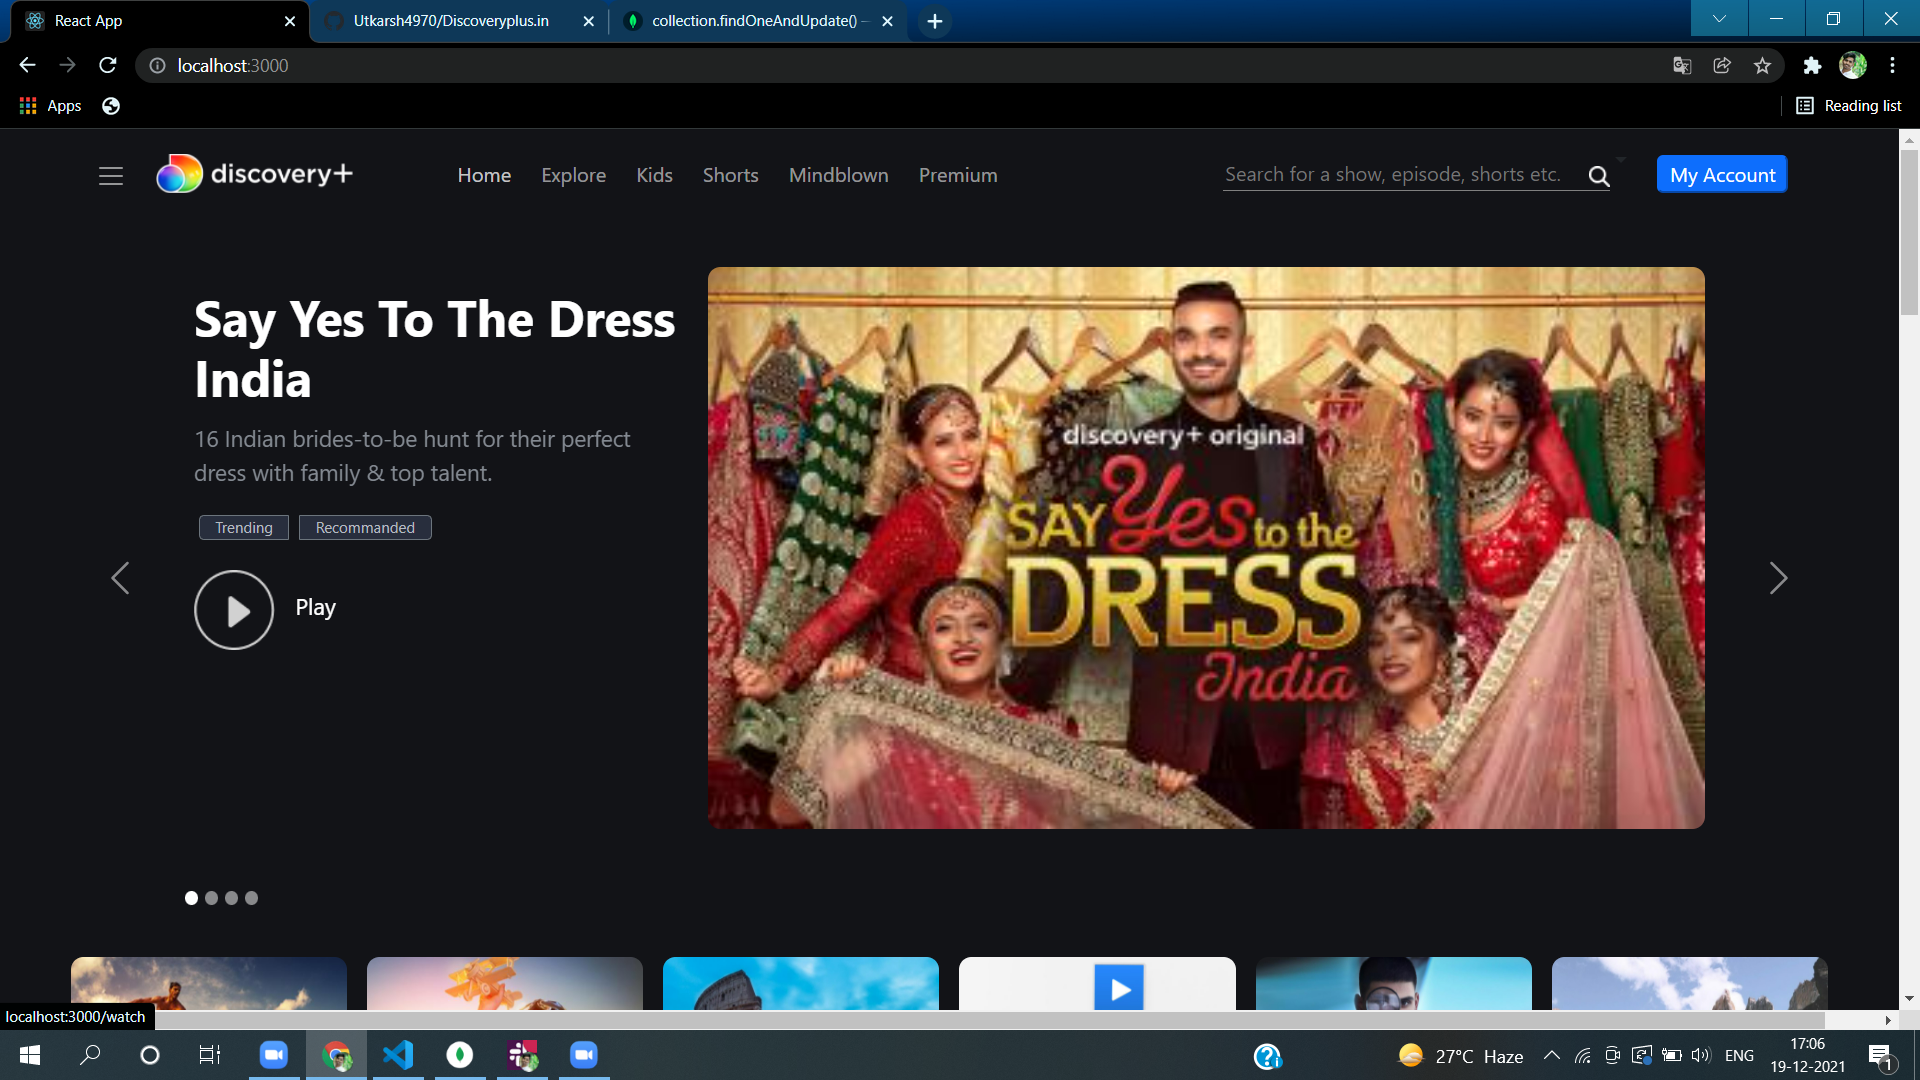 React App
Utkarsh4970/Discoveryplus.in
collection.findOneAndUpdate() –
localhost:3000
Apps
Reading list
discovery+
Home
Explore
Kids
Shorts
Mindblown
Premium
Search for a show, episode, shorts etc.
My Account
Say Yes To The Dress
India
16 Indian brides-to-be hunt for their perfect
dress with family & top talent.
Trending
Recommanded
Play
discovery+ original
SAY Yes to the
DRESS
India
localhost:3000/watch
27°C Haze
ENG
17:06
19-12-2021
1